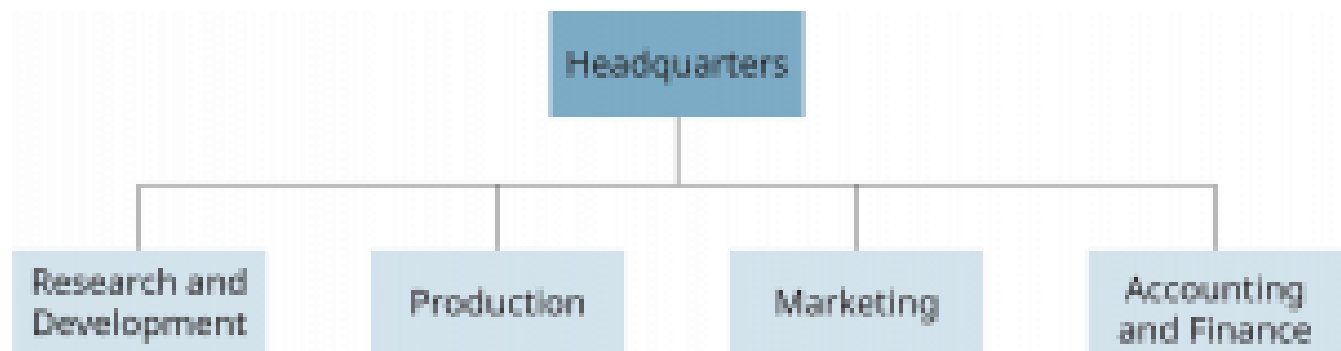 Headquarters
Research and
Development
Production
Marketing
Accounting
and Finance